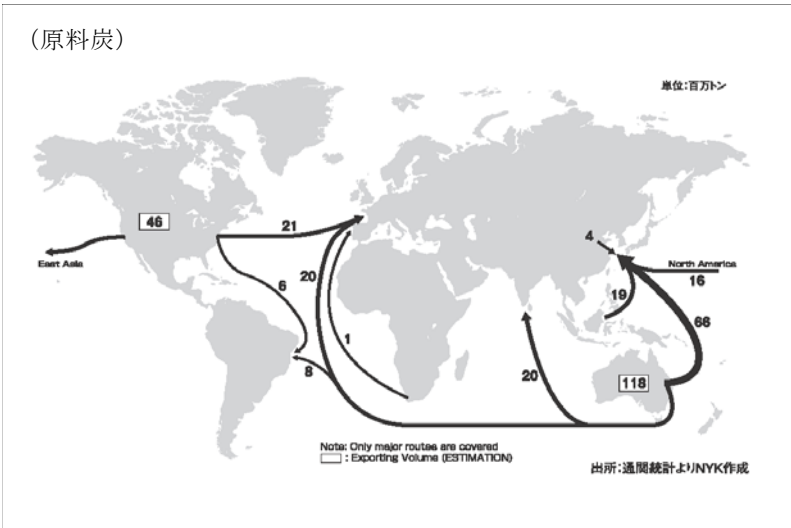 (原料炭)
単位:百万トン
46
21
4
East Asia
North America
6
20
19
16
1
66
8
20
118
Note: Only major routes are covered
: Exporting Volume (ESTIMATION)
出所:通関統計よりNYK作成